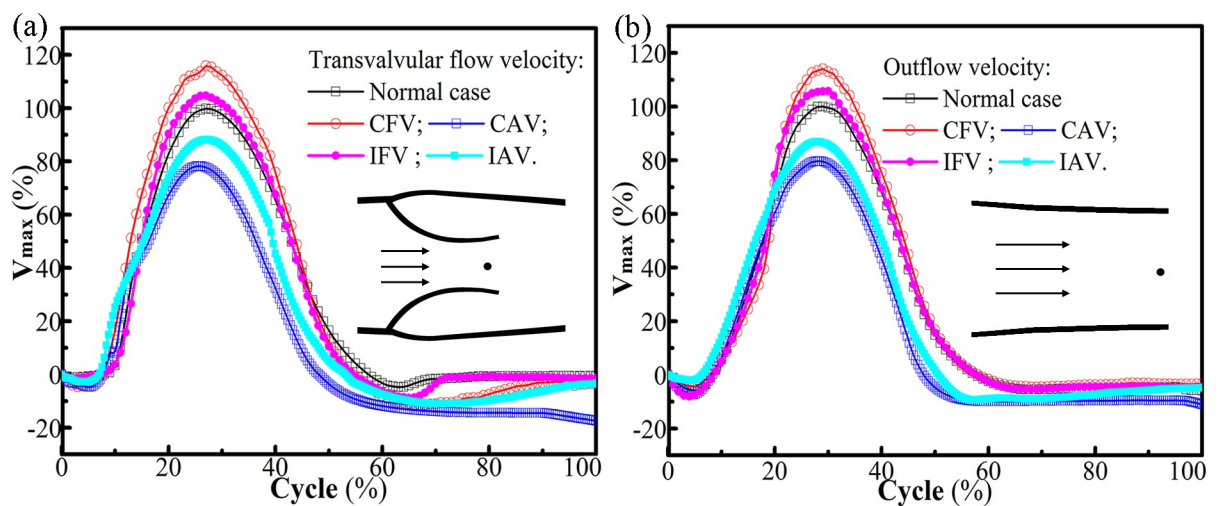 (a)
Transvalvular flow velocity:
Normal case
CFV; CAV;
IFV ; IAV.
120
100
80
60
40
20
0
-20
Vmax (%)
0 20 40 60 80 100
Cycle (%)
(b)
Outflow velocity:
Normal case
CFV; CAV;
IFV ; IAV.
120
100
80
60
40
20
0
-20
Vmax (%)
0 20 40 60 80 100
Cycle (%)